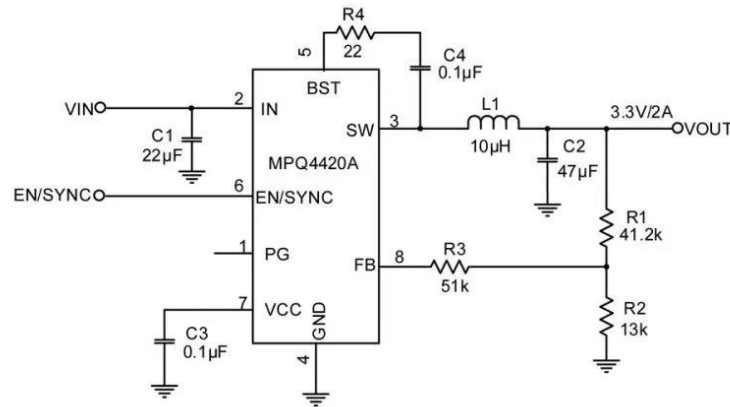 R4
22
C4
0.1µF
5
BST
VIN
2
IN
C1
22µF
SW
3
L1
10µH
3.3V/2A
VOUT
C2
47µF
MPQ4420A
EN/SYNC
6
EN/SYNC
R1
41.2k
1
PG
FB
8
R3
51k
7
VCC
C3
0.1µF
GND
4
R2
13k